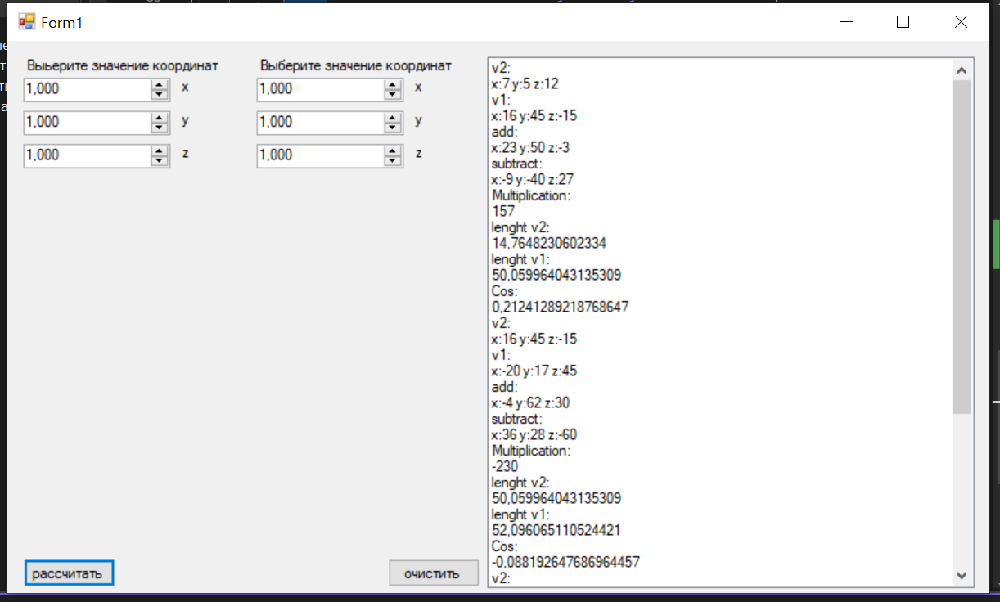 Form1
Выьерите значение координат
Выберите значение координат
1,000 x
1,000 x
1,000 y
1,000 y
1,000 z
1,000 z
рассчитать
очистить
v2:
x:7 y:5 z:12
v1:
x:16 y:45 z:-15
add:
x:23 y:50 z:-3
subtract:
x:-9 y:-40 z:27
Multiplication:
157
lenght v2:
14,7648230602334
lenght v1:
50,059964043135309
Cos:
0,21241289218768647
v2:
x:16 y:45 z:-15
v1:
x:-20 y:17 z:45
add:
x:-4 y:62 z:30
subtract:
x:36 y:28 z:-60
Multiplication:
-230
lenght v2:
50,059964043135309
lenght v1:
52,096065110524421
Cos:
-0,088192647686964457
v2: